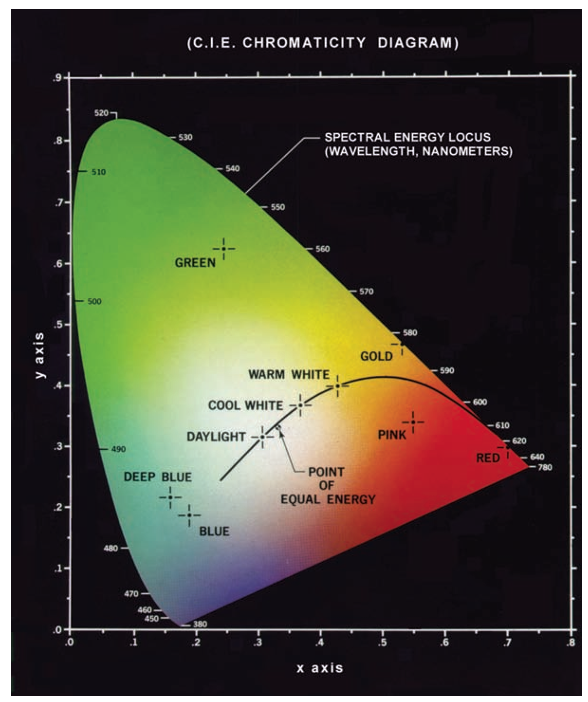 (C.I.E. CHROMATICITY DIAGRAM)
.9
520
.8
530
SPECTRAL ENERGY LOCUS
(WAVELENGTH, NANOMETERS)
510
540
.7
550
GREEN
560
.6
570
500
.5
580
GOLD
y axis
WARM WHITE
590
.4
COOL WHITE
600
DAYLIGHT
PINK
610
620
.3
490
RED
640
780
DEEP BLUE
POINT
OF
EQUAL ENERGY
.2
BLUE
480
.1
470
460
450
380
.0
.0 .1 .2 .3 .4 .5 .6 .7 .8
x axis